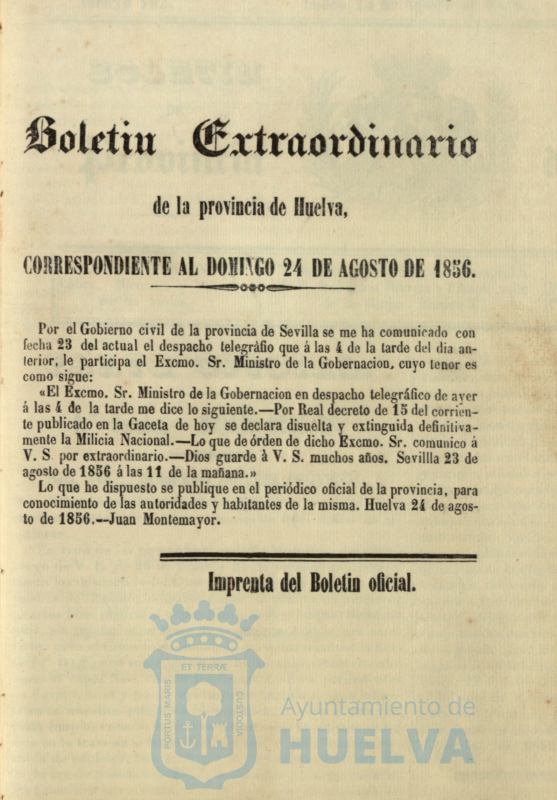 Boletin Extraordinario
de la provincia de Huelva,
CORRESPONDIENTE AL DOMINGO 24 DE AGOSTO DE 1856.
Por el Gobierno civil de la provincia de Sevilla se me ha comunicado con
fecha 23 del actual el despacho telegráfio que á las 4 de la tarde del dia an-
terior, le participa el Excmo. Sr. Ministro de la Gobernacion, cuyo tenor es
como sigue:
«El Excmo. Sr. Ministro de la Gobernacion en despacho telegráfico de ayer
á las 4 de la tarde me dice lo siguiente.—Por Real decreto de 15 del corrien-
te publicado en la Gaceta de hoy se declara disuelta y extinguida definitiva-
mente la Milicia Nacional.—Lo que de órden de dicho Excmo. Sr. comunico á
V. S. por extraordinario.—Dios guarde à V. S. muchos años. Sevillla 23 de
agosto de 1856 á las 11 de la mañana.»
Lo que he dispuesto se publique en el periódico oficial de la provincia, para
conocimiento de las autoridades y habitantes de la misma. Huelva 24 de agos-
to de 1856.—Juan Montemayor.
Imprenta del Boletin oficial.
ET TERRÆ
PORTUS MARIS
CUSTODIA
Ayuntamiento de
HUELVA